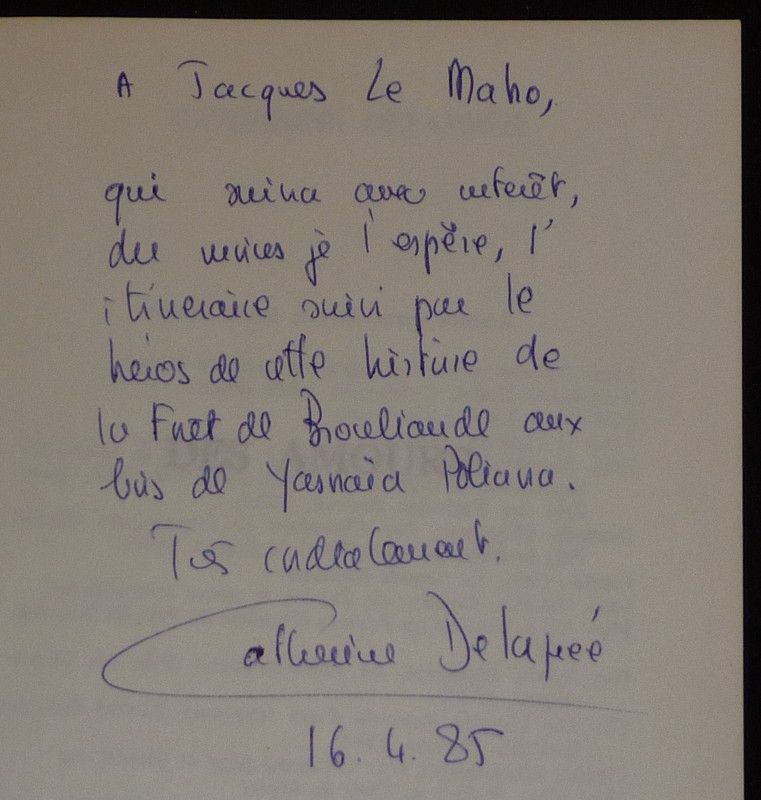 A Jacques Le Maho,
qui suivra avec intérêt,
du moins je l'espère, l'
itinéraire suivi par le
héros de cette histoire de
la Forêt de Brocéliande aux
bois de Yasnaïa Poliana.
Très cordialement.
Catherine
16.4.85